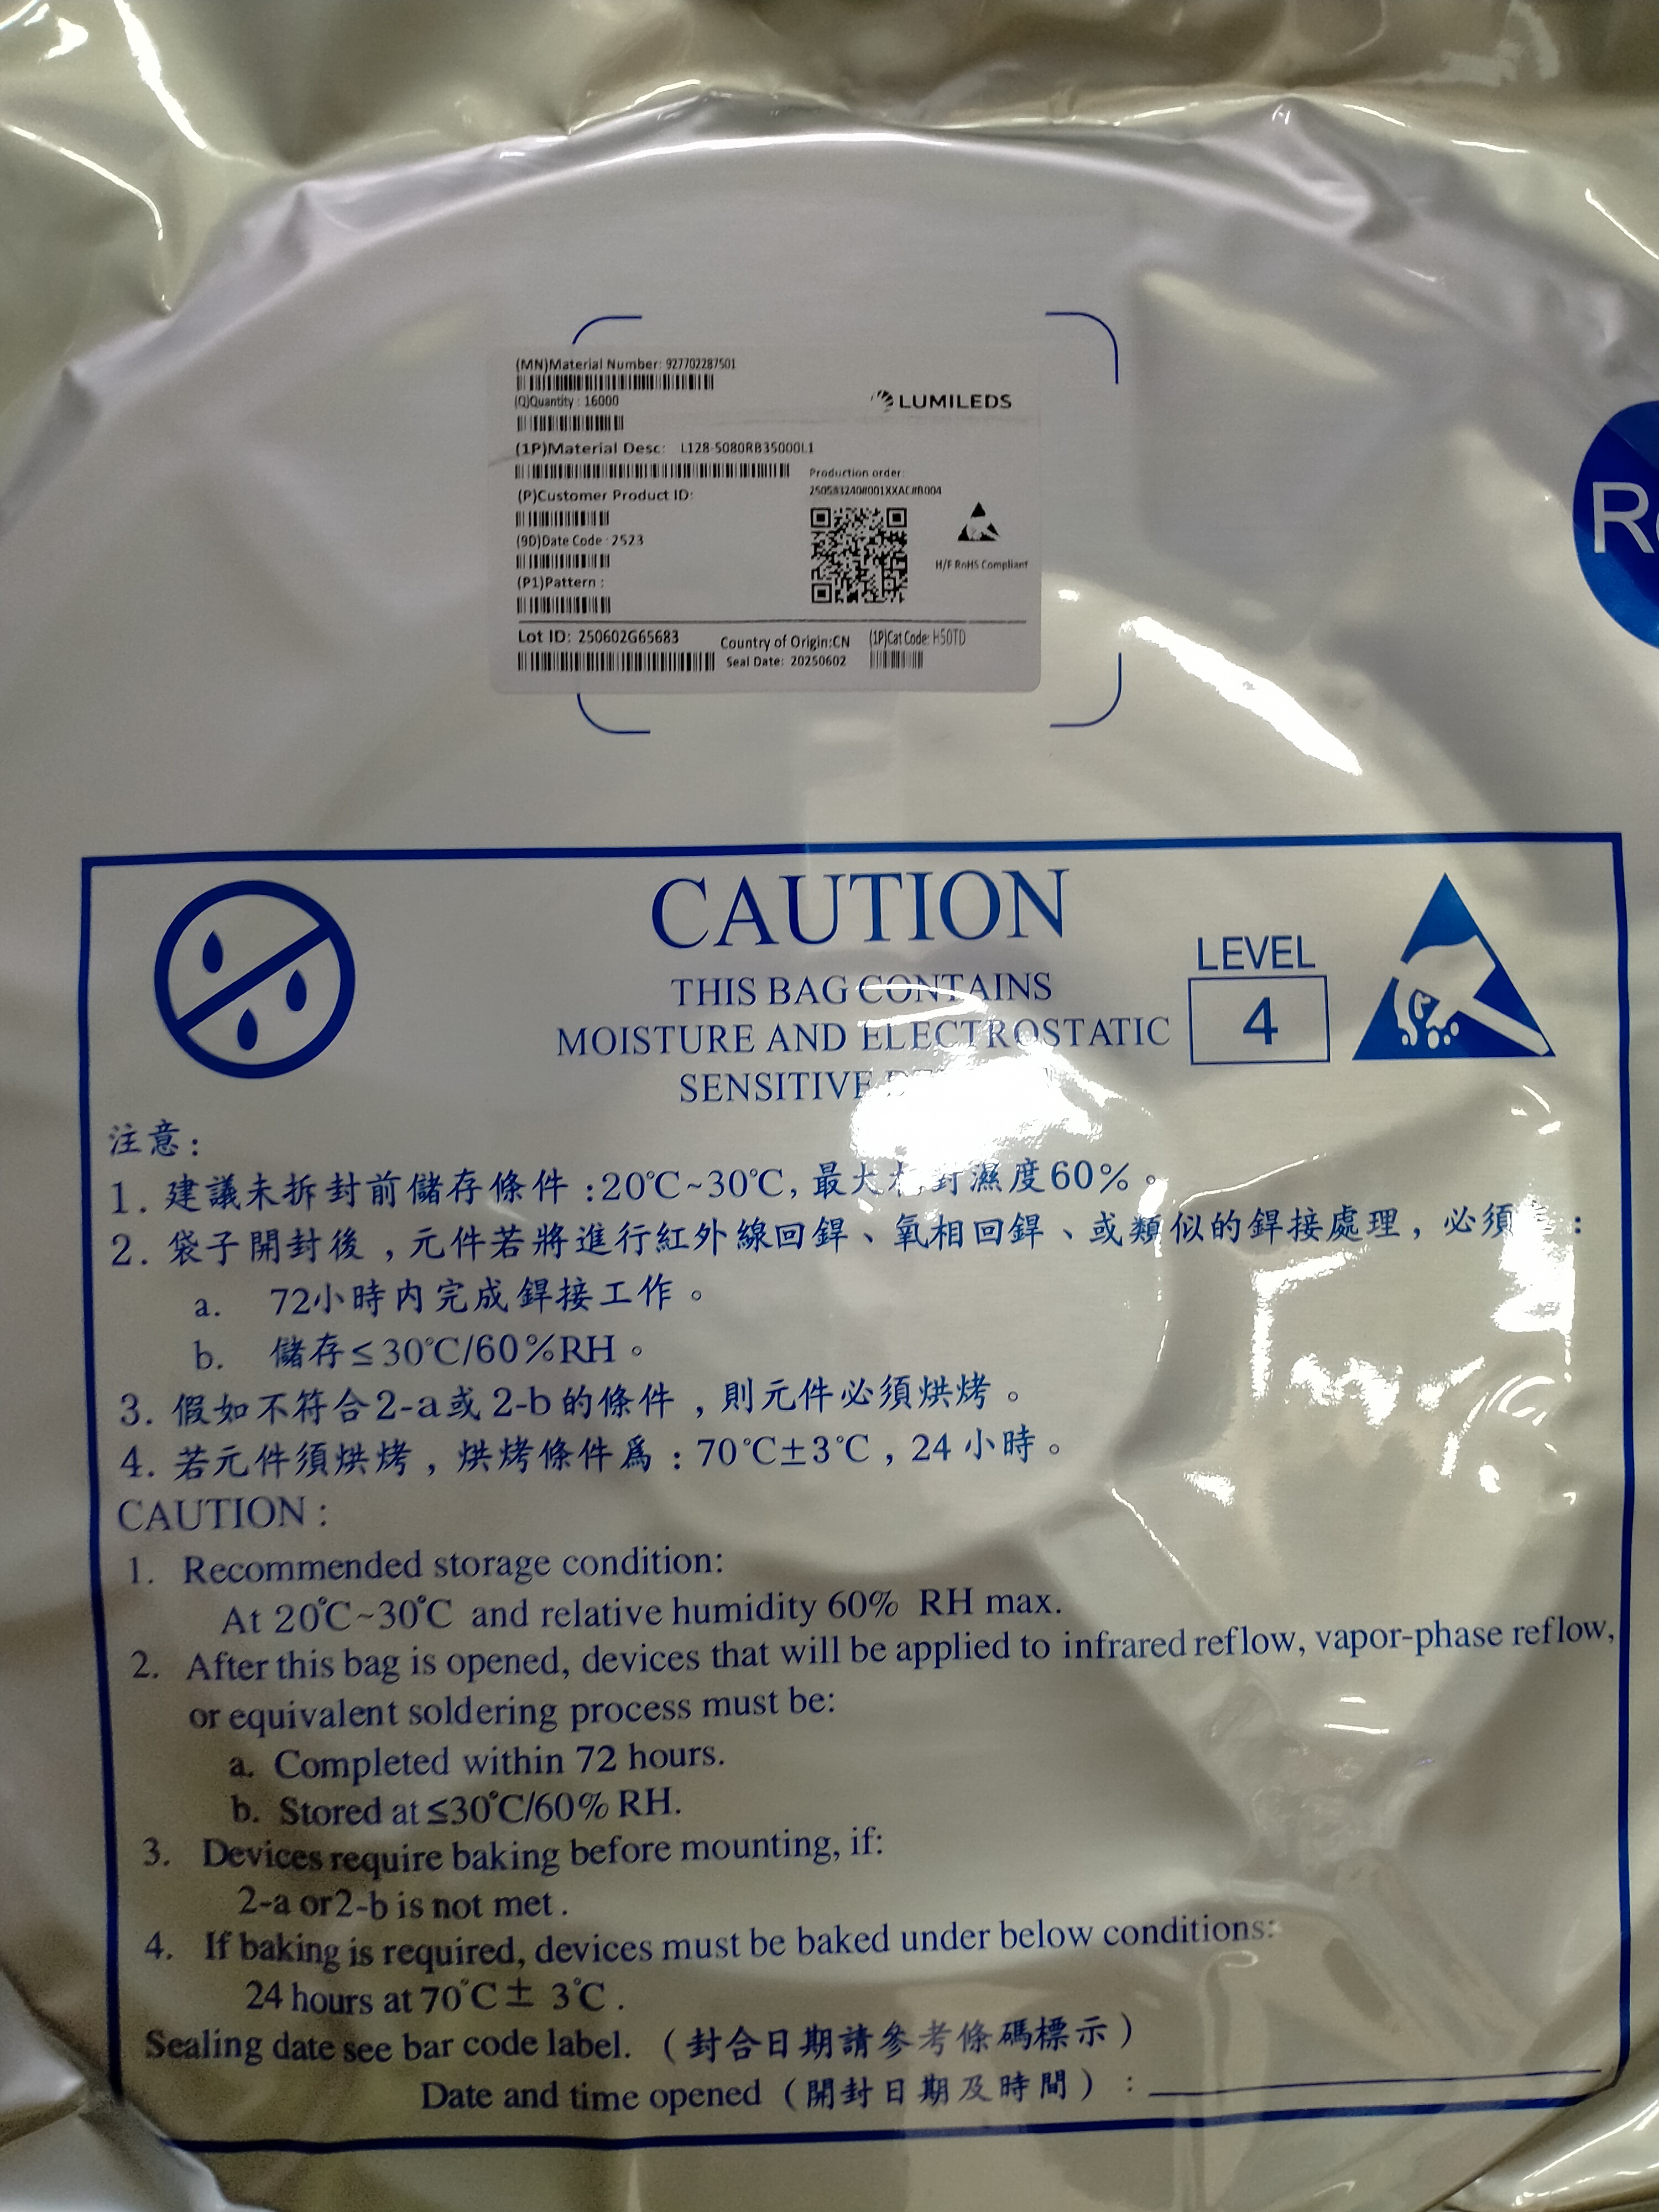 (MN)Material Number: 927702287501
(Q)Quantity : 16000
LUMILEDS
(1P)Material Desc: L128-5080RB35000L1
Production order:
250583240#001XXAC#B004
(P)Customer Product ID:
(9D)Date Code : 2523
H/F RoHS Compliant
(P1)Pattern :
Lot ID: 250602G65683
Country of Origin:CN
(1P)Cat Code: H50TD
Seal Date: 20250602
CAUTION
THIS BAG CONTAINS
MOISTURE AND ELECTROSTATIC
SENSITIVE
LEVEL
4
注意:
1. 建議未拆封前儲存條件:20℃~30℃, 最大 對濕度60%。
2. 袋子開封後,元件若將進行紅外線回銲、氧相回銲、或類似的銲接處理,必須 :
a. 72小時內完成銲接工作。
b. 儲存≤30℃/60%RH。
3. 假如不符合2-a或2-b的條件,則元件必須烘烤。
4. 若元件須烘烤,烘烤條件爲:70℃±3℃,24小時。
CAUTION :
1. Recommended storage condition:
At 20℃~30℃ and relative humidity 60% RH max.
2. After this bag is opened, devices that will be applied to infrared reflow, vapor-phase reflow,
or equivalent soldering process must be:
a. Completed within 72 hours.
b. Stored at ≤30℃/60% RH.
3. Devices require baking before mounting, if:
2-a or2-b is not met.
4. If baking is required, devices must be baked under below conditions:
24 hours at 70℃± 3℃.
Sealing date see bar code label. (封合日期請參考條碼標示)
Date and time opened (開封日期及時間) :